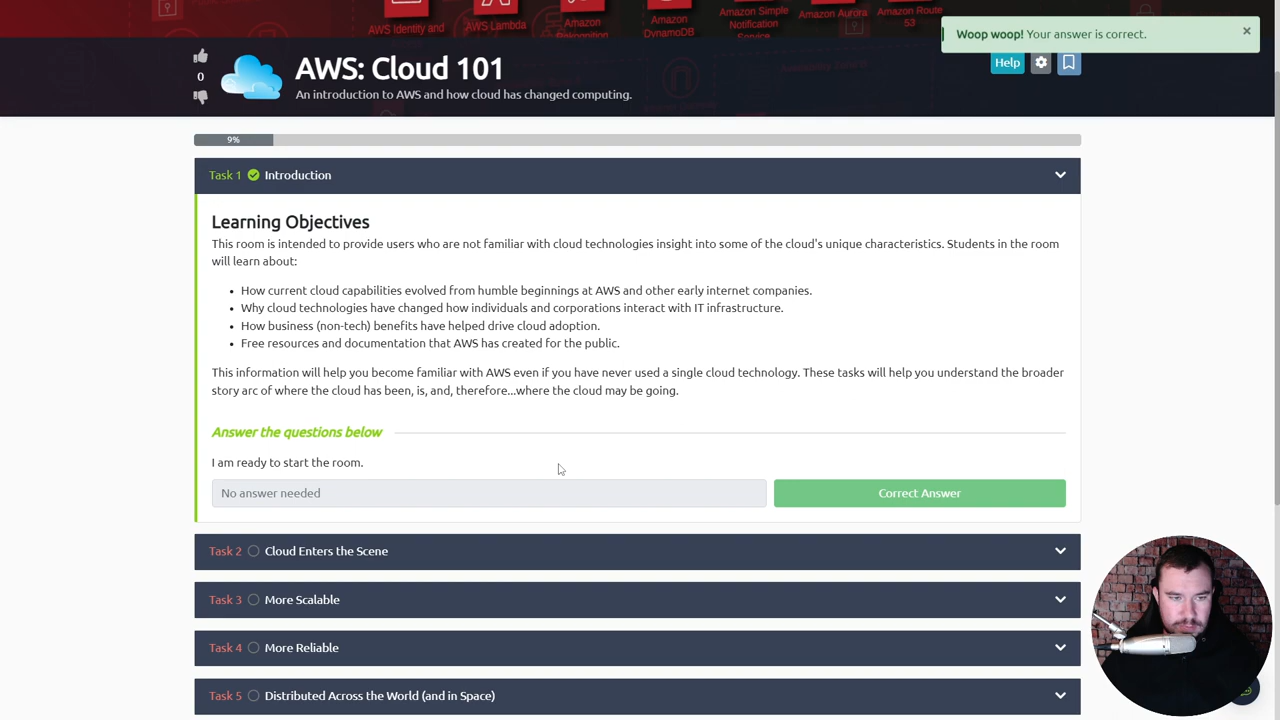 AWS Identity and
AWS Lambda
Amazon
Rekognition
Amazon
DynamoDB
Amazon Simple
Notification
Service
Amazon Aurora
Amazon Route
53
Woop woop! Your answer is correct.
×
0
AWS: Cloud 101
An introduction to AWS and how cloud has changed computing.
Help
9%
Task 1 Introduction
Learning Objectives
This room is intended to provide users who are not familiar with cloud technologies insight into some of the cloud's unique characteristics. Students in the room
will learn about:
• How current cloud capabilities evolved from humble beginnings at AWS and other early internet companies.
• Why cloud technologies have changed how individuals and corporations interact with IT infrastructure.
• How business (non-tech) benefits have helped drive cloud adoption.
• Free resources and documentation that AWS has created for the public.
This information will help you become familiar with AWS even if you have never used a single cloud technology. These tasks will help you understand the broader
story arc of where the cloud has been, is, and, therefore...where the cloud may be going.
Answer the questions below
I am ready to start the room.
No answer needed
Correct Answer
Task 2 Cloud Enters the Scene
Task 3 More Scalable
Task 4 More Reliable
Task 5 Distributed Across the World (and in Space)